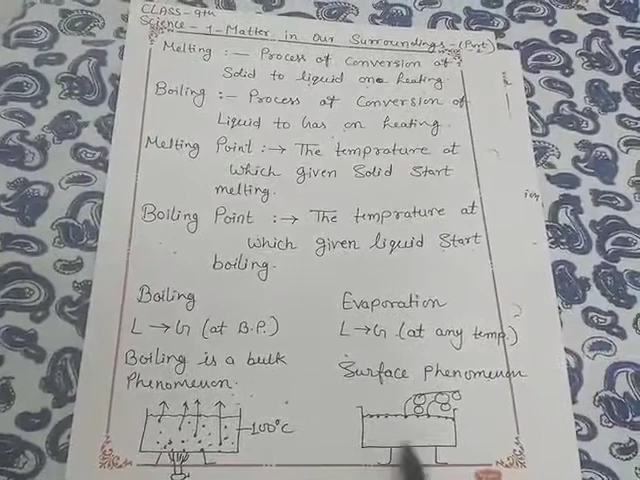 CLASS-9th
Science - 1-Matter in Our Surroundings-(Part-2)
Melting :- Process of Conversion of
Solid to liquid on heating.
Boiling :- Process of Conversion of
Liquid to Gas on heating.
Melting Point :→ The temprature at
which given Solid Start
melting.
Boiling Point :→ The temprature at
which given liquid Start
boiling.
Boiling
L → G (at B.P.)
Boiling is a bulk
Phenomenon.
100°C
Evaporation
L → G (at any temp.)
Surface phenomenon